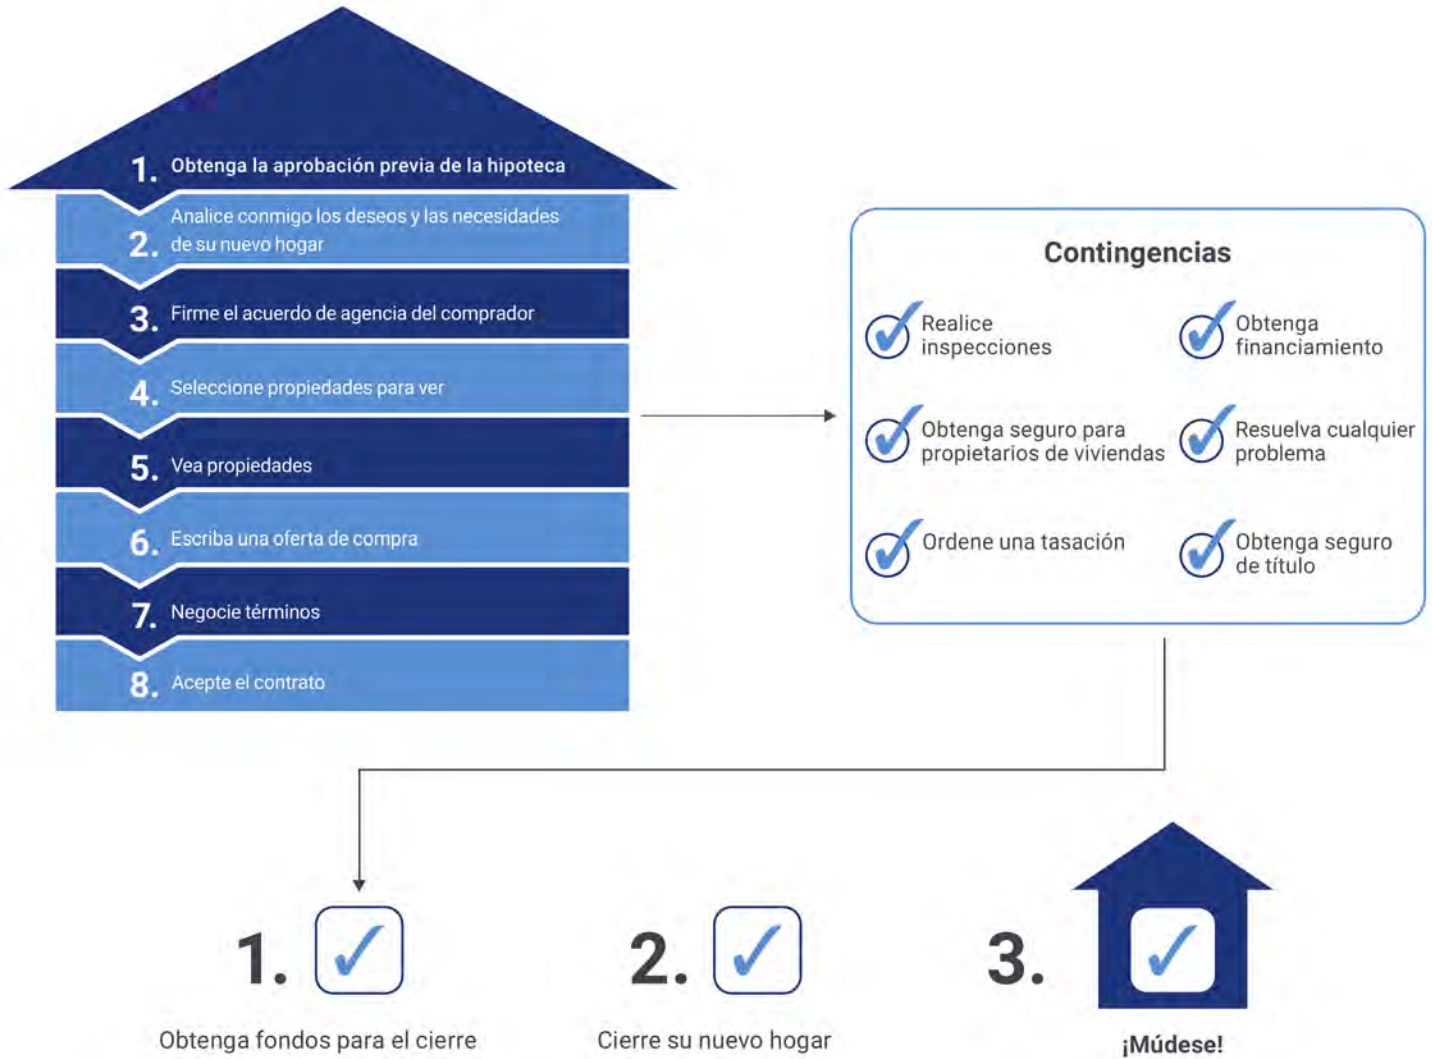 1. Obtenga la aprobación previa de la hipoteca
2. Analice conmigo los deseos y las necesidades
de su nuevo hogar
3. Firme el acuerdo de agencia del comprador
4. Seleccione propiedades para ver
5. Vea propiedades
6. Escriba una oferta de compra
7. Negocie términos
8. Acepte el contrato
Contingencias
Realice
inspecciones
Obtenga
financiamiento
Obtenga seguro para
propietarios de viviendas
Resuelva cualquier
problema
Ordene una tasación
Obtenga seguro
de título
1.
Obtenga fondos para el cierre
2.
Cierre su nuevo hogar
3.
¡Múdese!